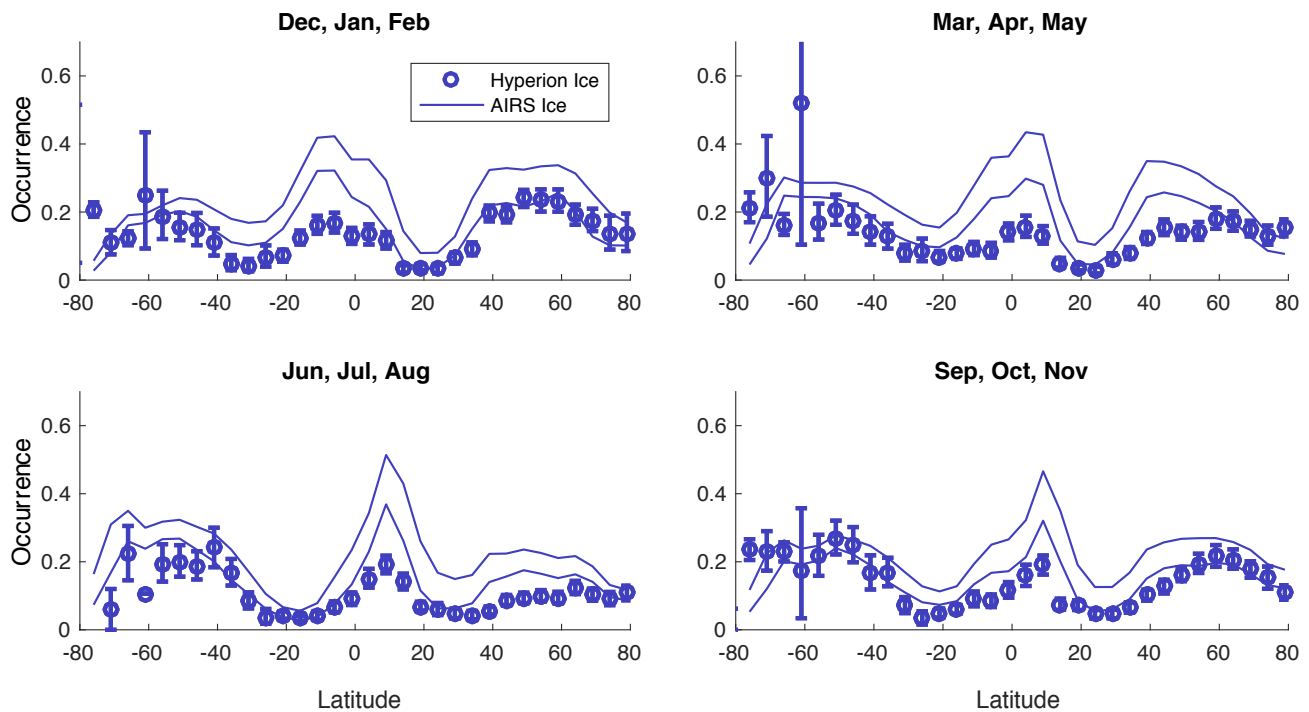 Dec, Jan, Feb
Mar, Apr, May
0.6
0.4
0.2
0
Occurrence
Hyperion Ice
AIRS Ice
-80 -60 -40 -20 0 20 40 60 80
0.6
0.4
0.2
0
Occurrence
-80 -60 -40 -20 0 20 40 60 80
Jun, Jul, Aug
Sep, Oct, Nov
0.6
0.4
0.2
0
Occurrence
-80 -60 -40 -20 0 20 40 60 80
Latitude
0.6
0.4
0.2
0
-80 -60 -40 -20 0 20 40 60 80
Latitude